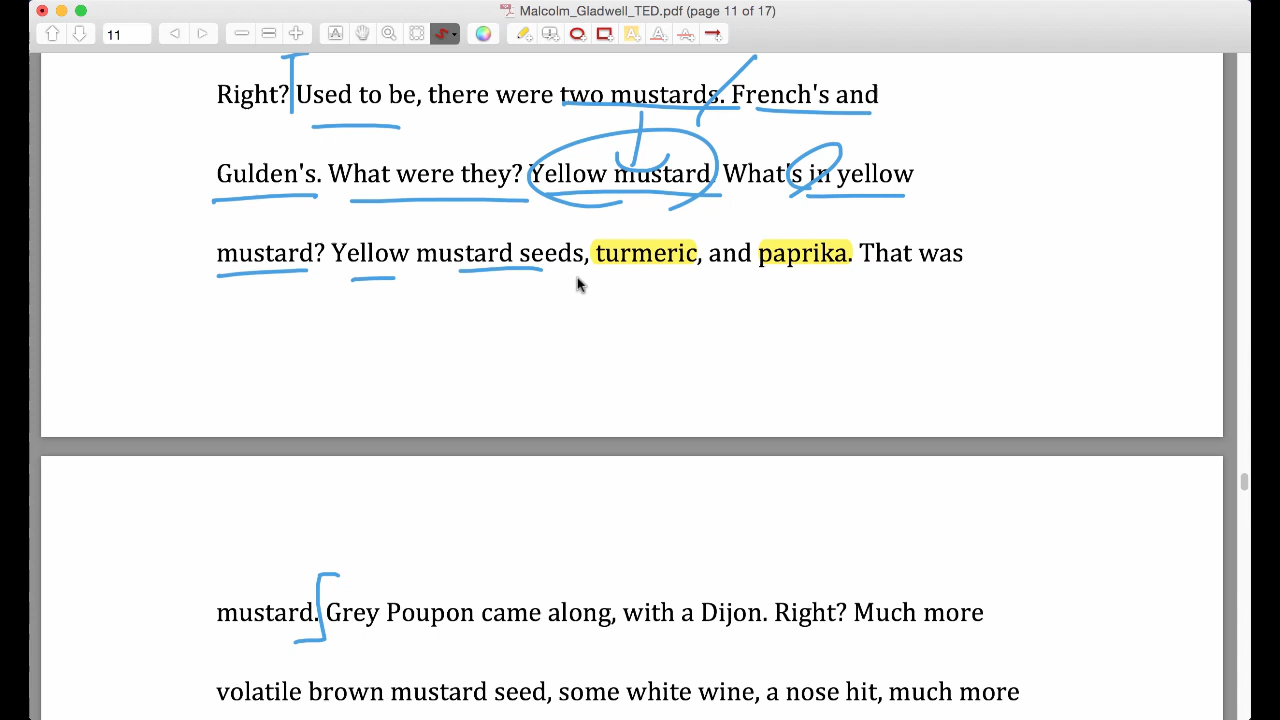 Malcolm_Gladwell_TED.pdf (page 11 of 17)
11
Right? Used to be, there were two mustards. French's and
Gulden's. What were they? Yellow mustard. What's in yellow
mustard? Yellow mustard seeds, turmeric, and paprika. That was
mustard. Grey Poupon came along, with a Dijon. Right? Much more
volatile brown mustard seed, some white wine, a nose hit, much more